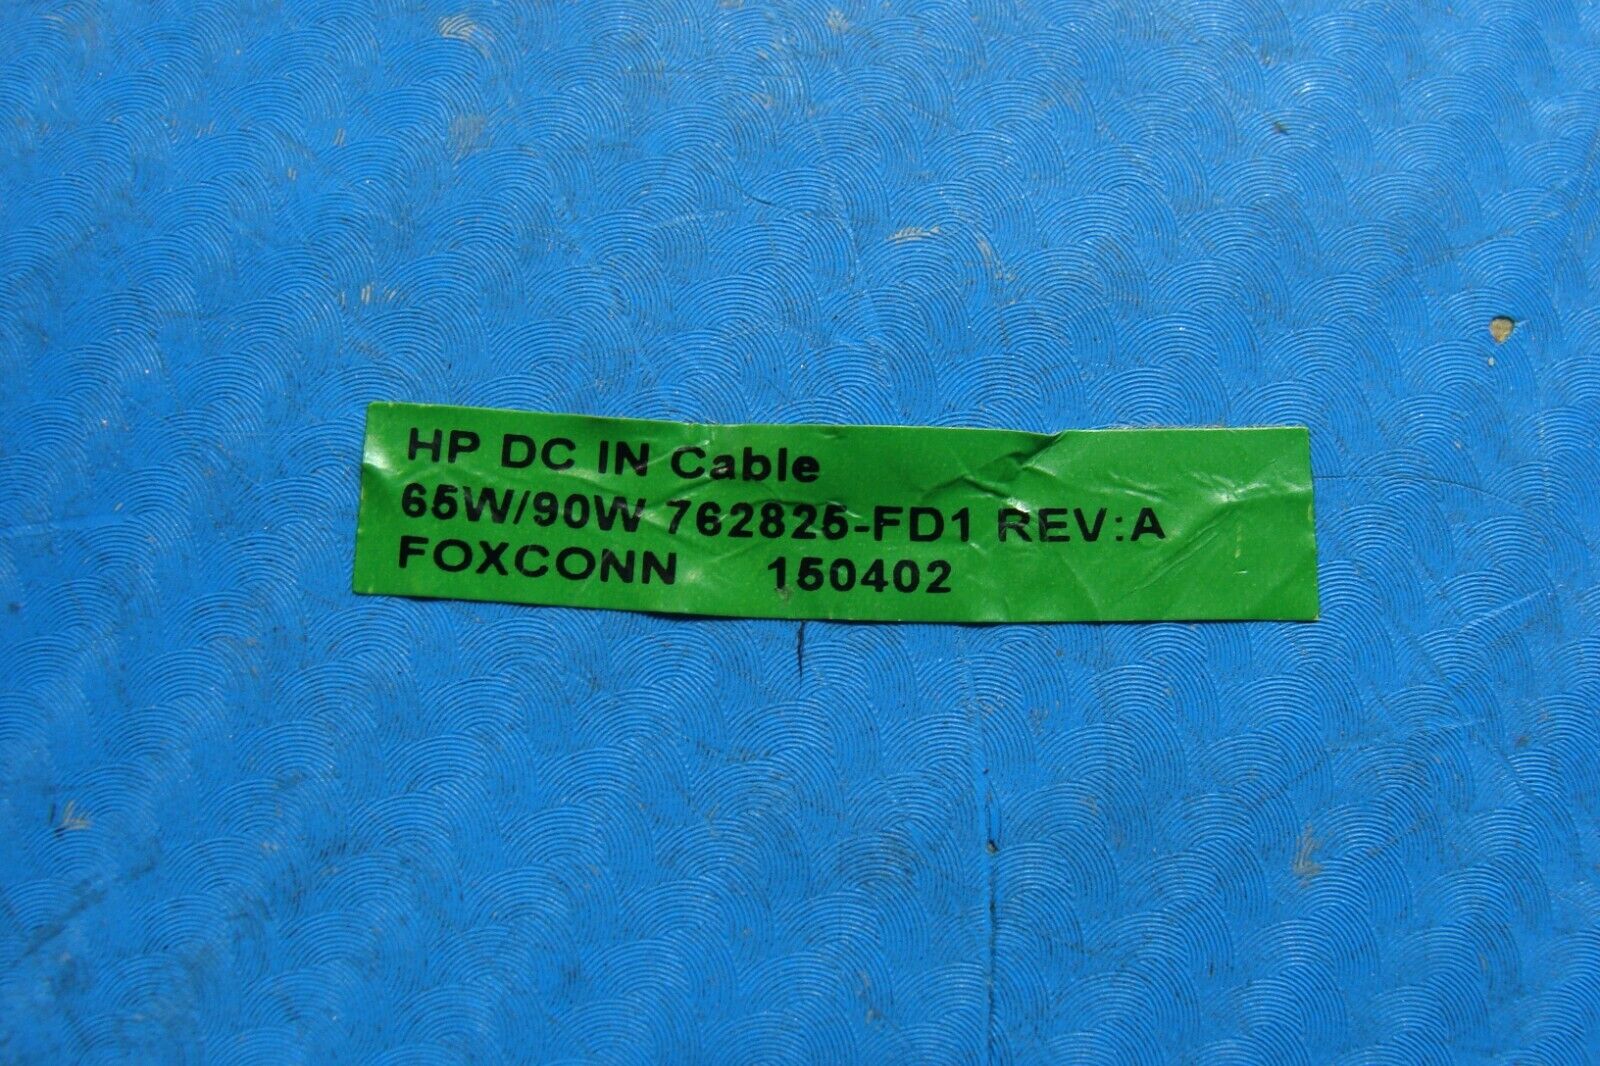 HP DC IN Cable
65W/90W 762825-FD1 REV:A
FOXCONN 150402